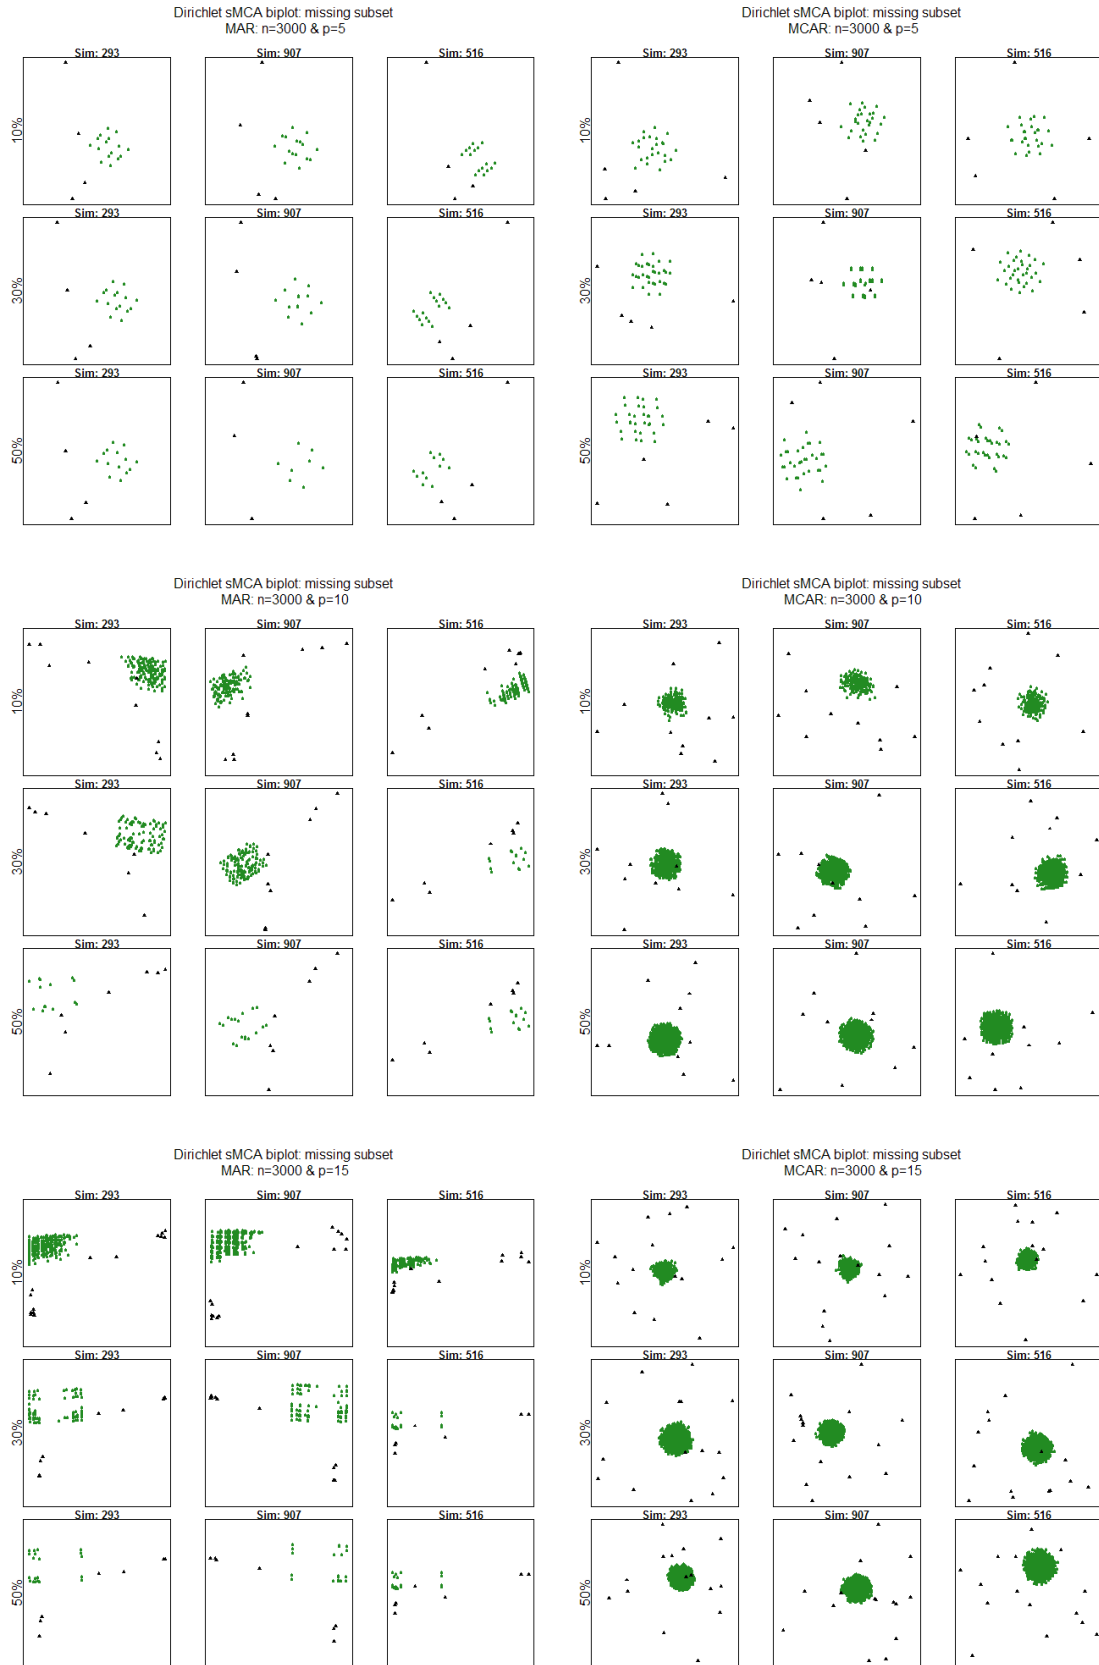 Dirichlet sMCA biplot: missing subset
MAR: n=3000 & p=5
Sim: 293
Sim: 907
Sim: 516
10%
Sim: 293
Sim: 907
Sim: 516
30%
Sim: 293
Sim: 907
Sim: 516
50%
Dirichlet sMCA biplot: missing subset
MCAR: n=3000 & p=5
Sim: 293
Sim: 907
Sim: 516
10%
Sim: 293
Sim: 907
Sim: 516
30%
Sim: 293
Sim: 907
Sim: 516
50%
Dirichlet sMCA biplot: missing subset
MAR: n=3000 & p=10
Sim: 293
Sim: 907
Sim: 516
10%
Sim: 293
Sim: 907
Sim: 516
30%
Sim: 293
Sim: 907
Sim: 516
50%
Dirichlet sMCA biplot: missing subset
MCAR: n=3000 & p=10
Sim: 293
Sim: 907
Sim: 516
10%
Sim: 293
Sim: 907
Sim: 516
30%
Sim: 293
Sim: 907
Sim: 516
50%
Dirichlet sMCA biplot: missing subset
MAR: n=3000 & p=15
Sim: 293
Sim: 907
Sim: 516
10%
Sim: 293
Sim: 907
Sim: 516
30%
Sim: 293
Sim: 907
Sim: 516
50%
Dirichlet sMCA biplot: missing subset
MCAR: n=3000 & p=15
Sim: 293
Sim: 907
Sim: 516
10%
Sim: 293
Sim: 907
Sim: 516
30%
Sim: 293
Sim: 907
Sim: 516
50%